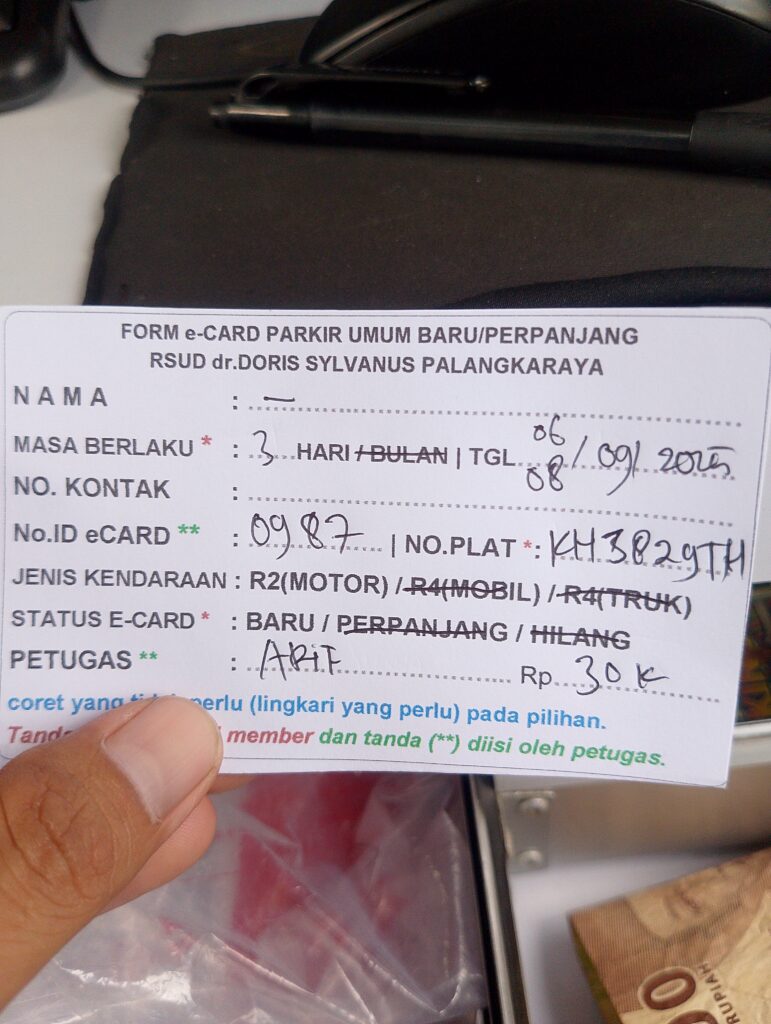 FORM e-CARD PARKIR UMUM BARU/PERPANJANG
RSUD dr.DORIS SYLVANUS PALANGKARAYA
NAMA : –
MASA BERLAKU * : 3 HARI / BULAN | TGL 06 08 / 09 / 2025
NO. KONTAK :
No.ID eCARD ** : 0987 | NO.PLAT *: KH3829TH
JENIS KENDARAAN : R2(MOTOR) / R4(MOBIL) / R4(TRUK)
STATUS E-CARD * : BARU / PERPANJANG / HILANG
PETUGAS ** : ARiF Rp 30K
coret yang perlu (lingkari yang perlu) pada pilihan.
member dan tanda (**) diisi oleh petugas.
RUPIAH